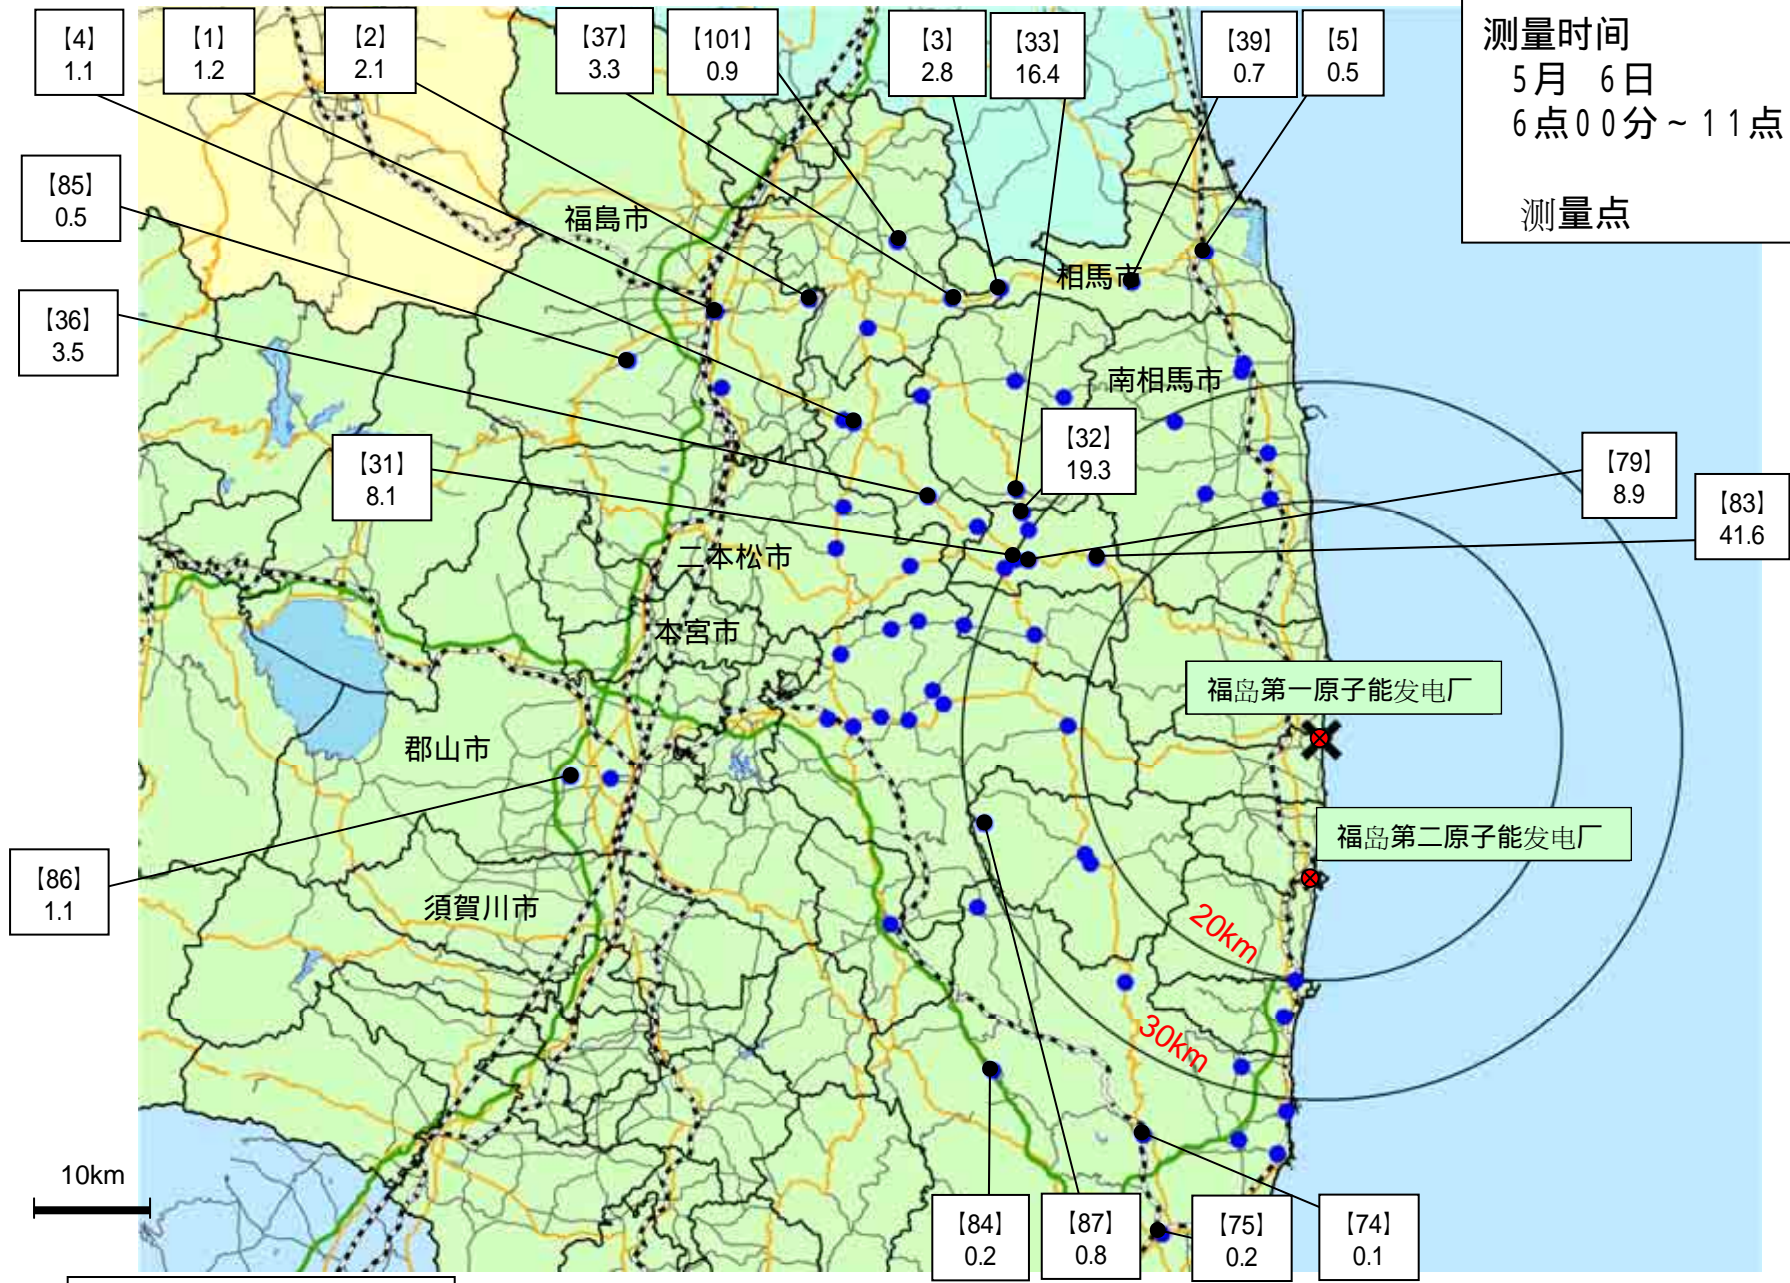 【4】
1.1
【1】
1.2
【2】
2.1
【37】
3.3
【101】
0.9
【3】
2.8
【33】
16.4
【39】
0.7
【5】
0.5
测量时间
5月 6日
6点00分~11点
测量点
【85】
0.5
福島市
相馬市
【36】
3.5
南相馬市
【32】
19.3
【31】
8.1
【79】
8.9
【83】
41.6
二本松市
本宮市
福岛第一原子能发电厂
郡山市
福岛第二原子能发电厂
【86】
1.1
須賀川市
20km
30km
10km
【84】
0.2
【87】
0.8
【75】
0.2
【74】
0.1